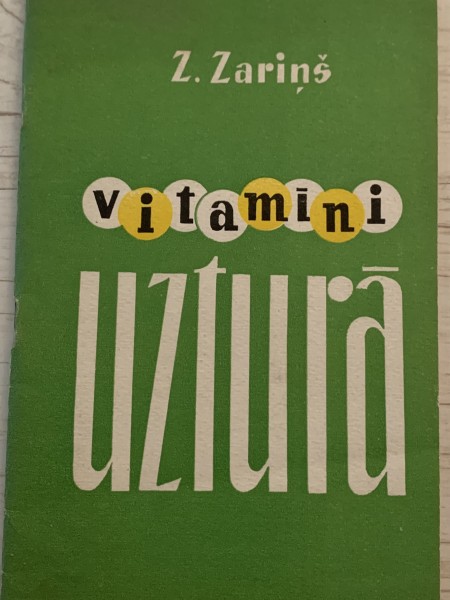 Z. Zariņš
vitamīni
uzturā